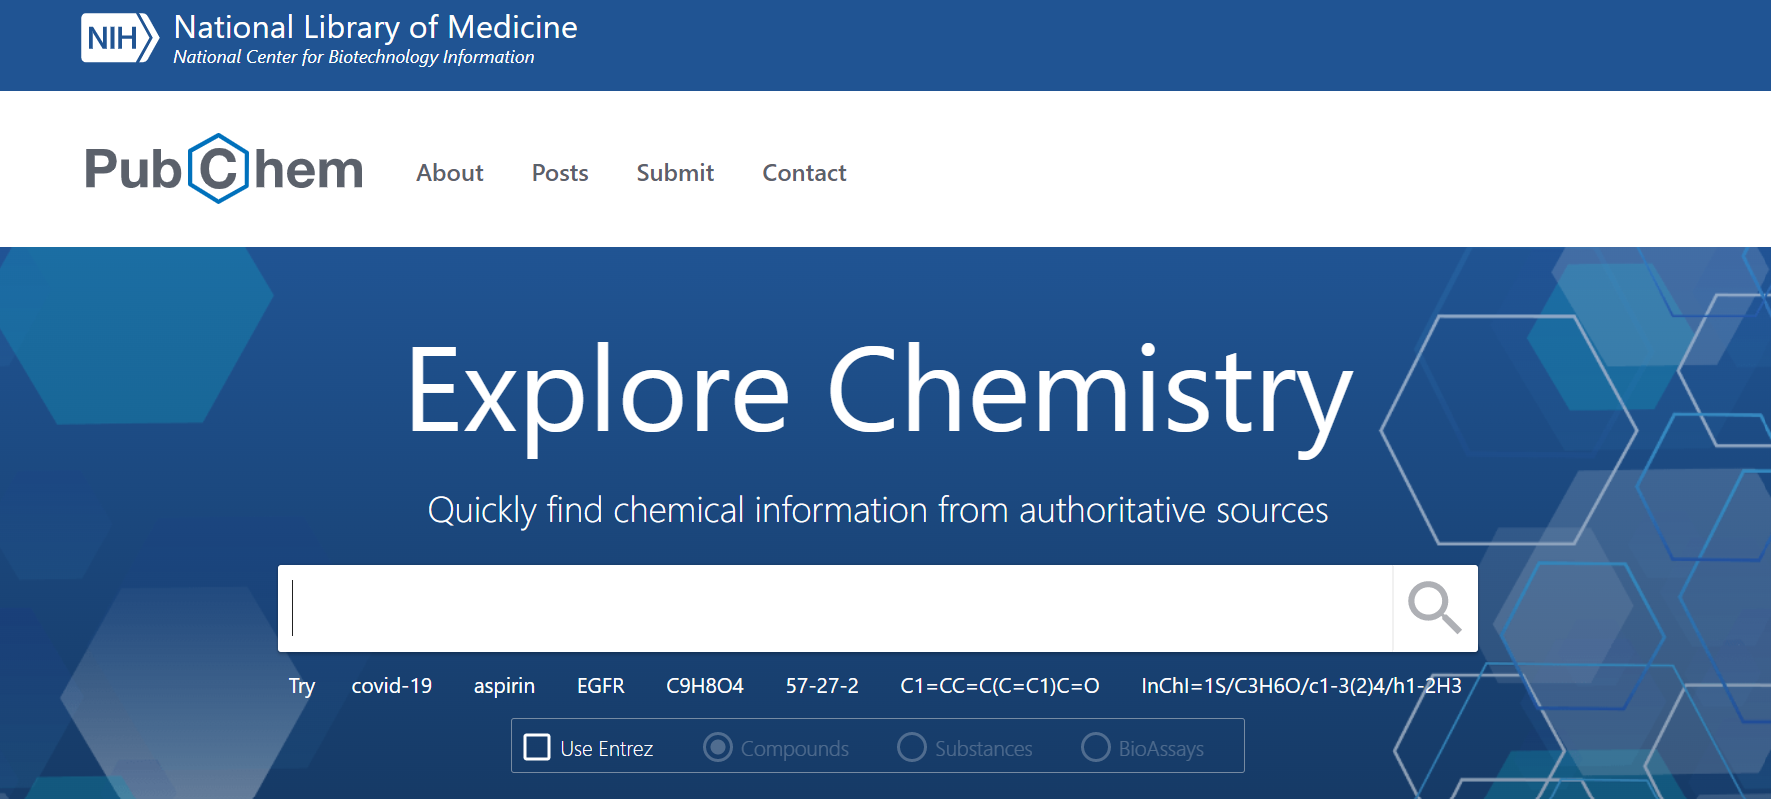 NIH National Library of Medicine
National Center for Biotechnology Information
PubChem About Posts Submit Contact
Explore Chemistry
Quickly find chemical information from authoritative sources
Try covid-19 aspirin EGFR C9H8O4 57-27-2 C1=CC=C(C=C1)C=O InChI=1S/C3H6O/c1-3(2)4/h1-2H3
Use Entrez Compounds Substances BioAssays